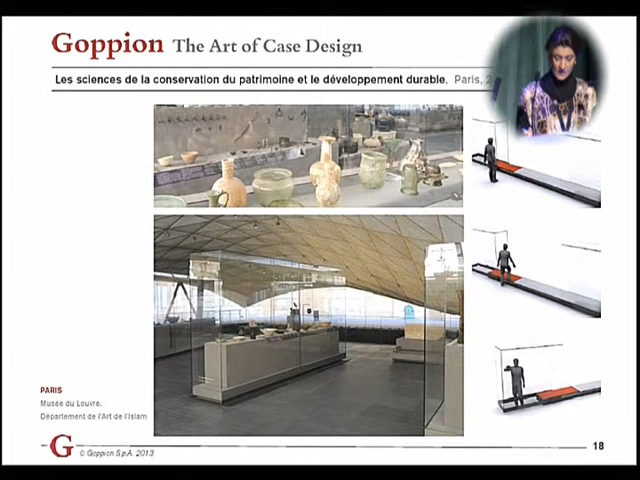 Goppion The Art of Case Design
Les sciences de la conservation du patrimoine et le développement durable, Paris,
PARIS
Musée du Louvre,
Département de l'Art de l'Islam
G © Goppion S.p.A. 2013
18